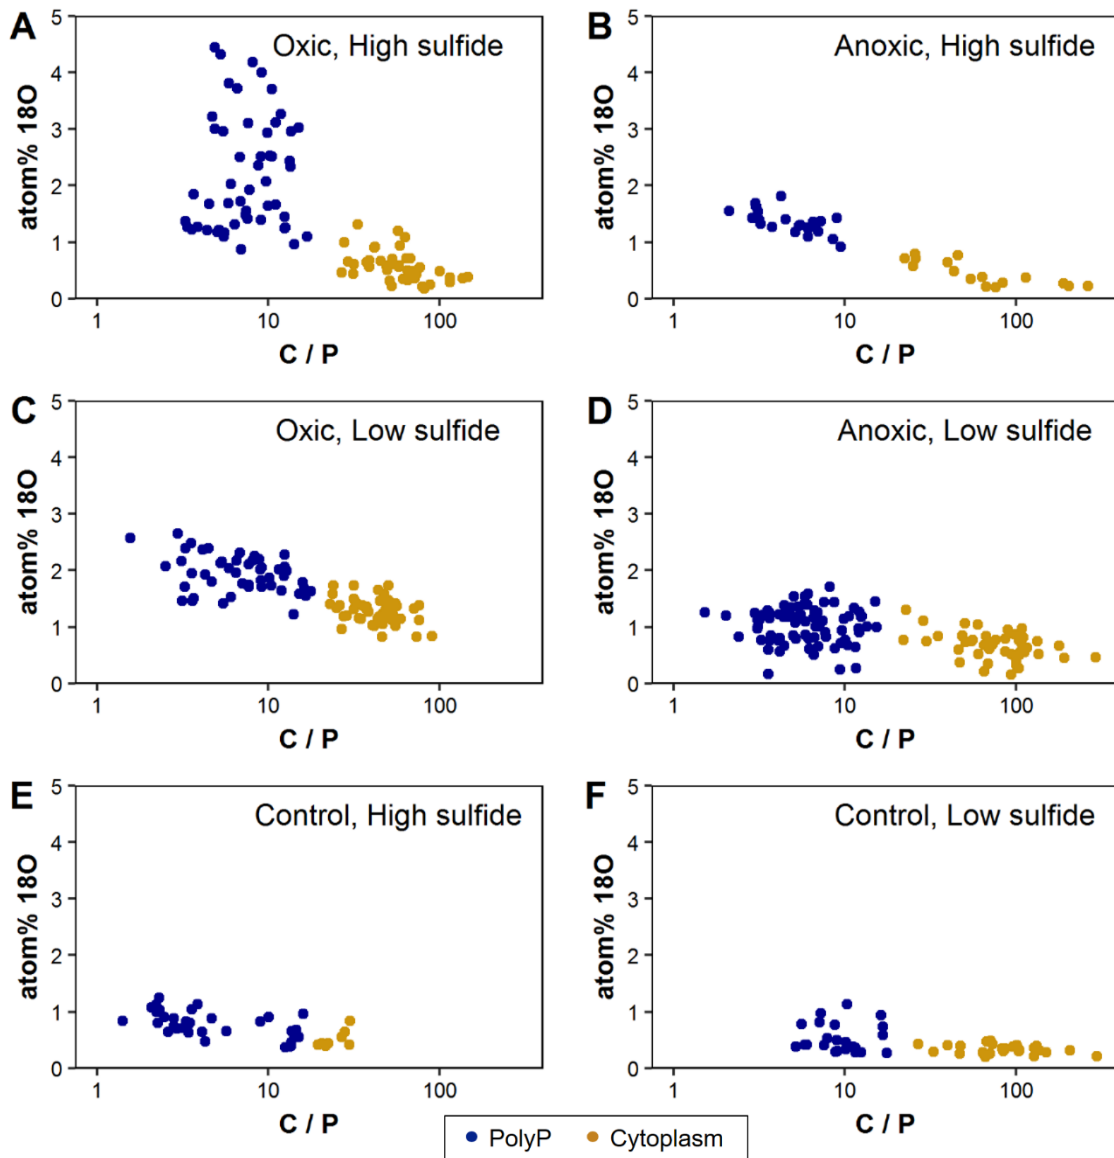 A
Oxic, High sulfide
atom% 18O
5
4
3
2
1
0
1
10
100
C / P
B
Anoxic, High sulfide
atom% 18O
5
4
3
2
1
0
1
10
100
C / P
C
Oxic, Low sulfide
atom% 18O
5
4
3
2
1
0
1
10
100
C / P
D
Anoxic, Low sulfide
atom% 18O
5
4
3
2
1
0
1
10
100
C / P
E
Control, High sulfide
atom% 18O
5
4
3
2
1
0
1
10
100
C / P
F
Control, Low sulfide
atom% 18O
5
4
3
2
1
0
1
10
100
C / P
PolyP
Cytoplasm